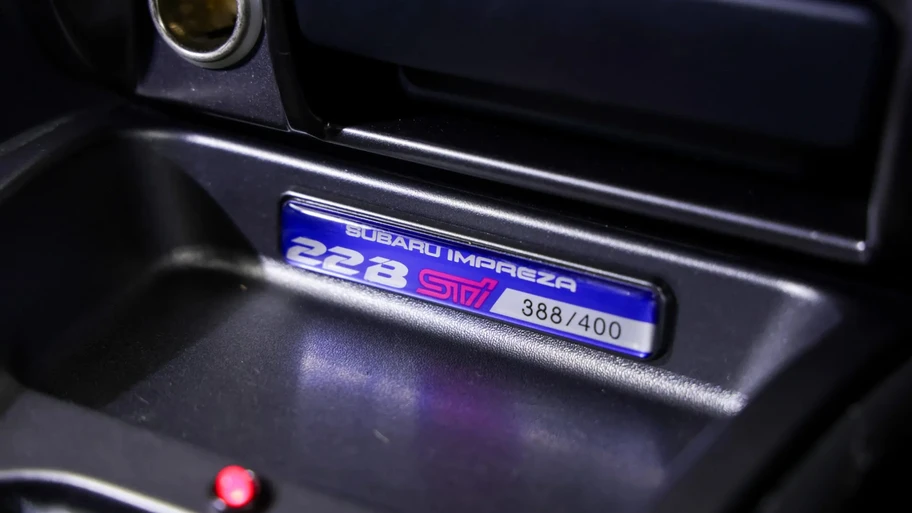 SUBARU IMPREZA
22B STi 388/400